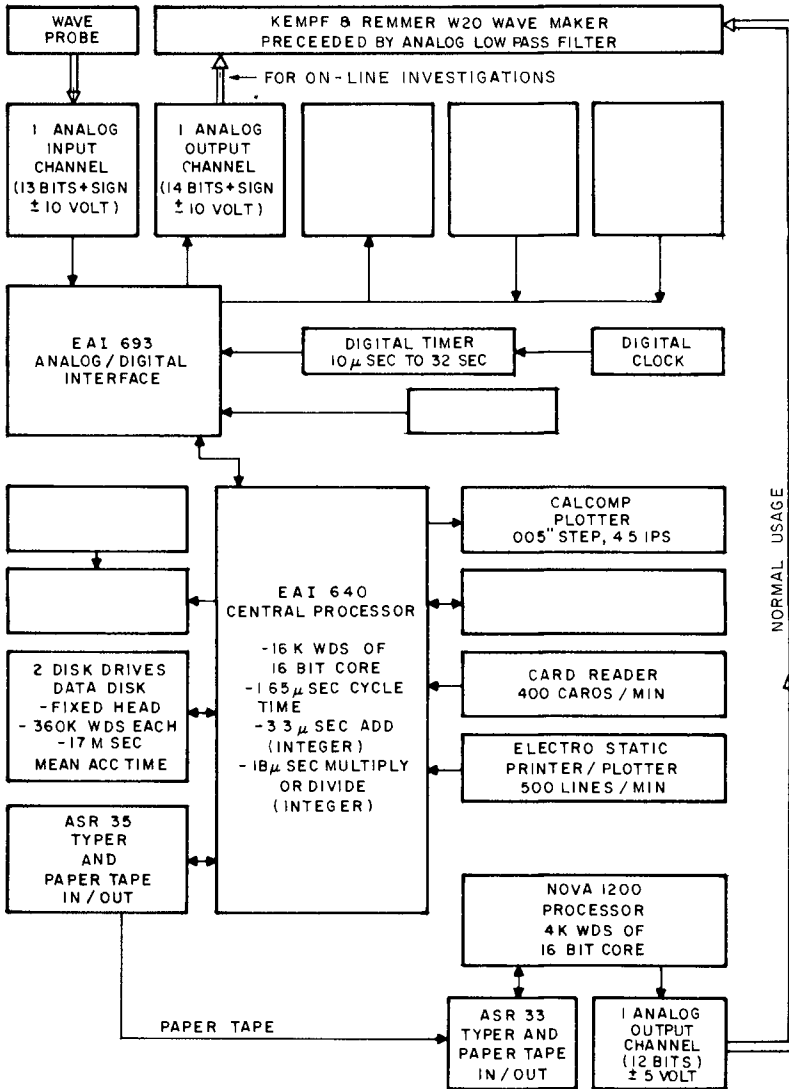 WAVE
PROBE
KEMPF & REMMER W20 WAVE MAKER
PRECEEDED BY ANALOG LOW PASS FILTER
FOR ON-LINE INVESTIGATIONS
1 ANALOG
INPUT
CHANNEL
(13 BITS + SIGN
± 10 VOLT)
1 ANALOG
OUTPUT
CHANNEL
(14 BITS + SIGN
± 10 VOLT)
EAI 693
ANALOG / DIGITAL
INTERFACE
DIGITAL TIMER
10 µ SEC TO 32 SEC
DIGITAL
CLOCK
NORMAL USAGE
CALCOMP
PLOTTER
005" STEP, 45 IPS
EAI 640
CENTRAL PROCESSOR
-16 K WDS OF
16 BIT CORE
-1 65 µ SEC CYCLE
TIME
-3 3 µ SEC ADD
(INTEGER)
-18 µ SEC MULTIPLY
OR DIVIDE
(INTEGER)
2 DISK DRIVES
DATA DISK
-FIXED HEAD
-360K WDS EACH
-17 M SEC
MEAN ACC TIME
CARD READER
400 CAROS / MIN
ELECTRO STATIC
PRINTER / PLOTTER
500 LINES / MIN
ASR 35
TYPER
AND
PAPER TAPE
IN / OUT
NOVA 1200
PROCESSOR
4K WDS OF
16 BIT CORE
PAPER TAPE
ASR 33
TYPER AND
PAPER TAPE
IN / OUT
1 ANALOG
OUTPUT
CHANNEL
(12 BITS)
± 5 VOLT